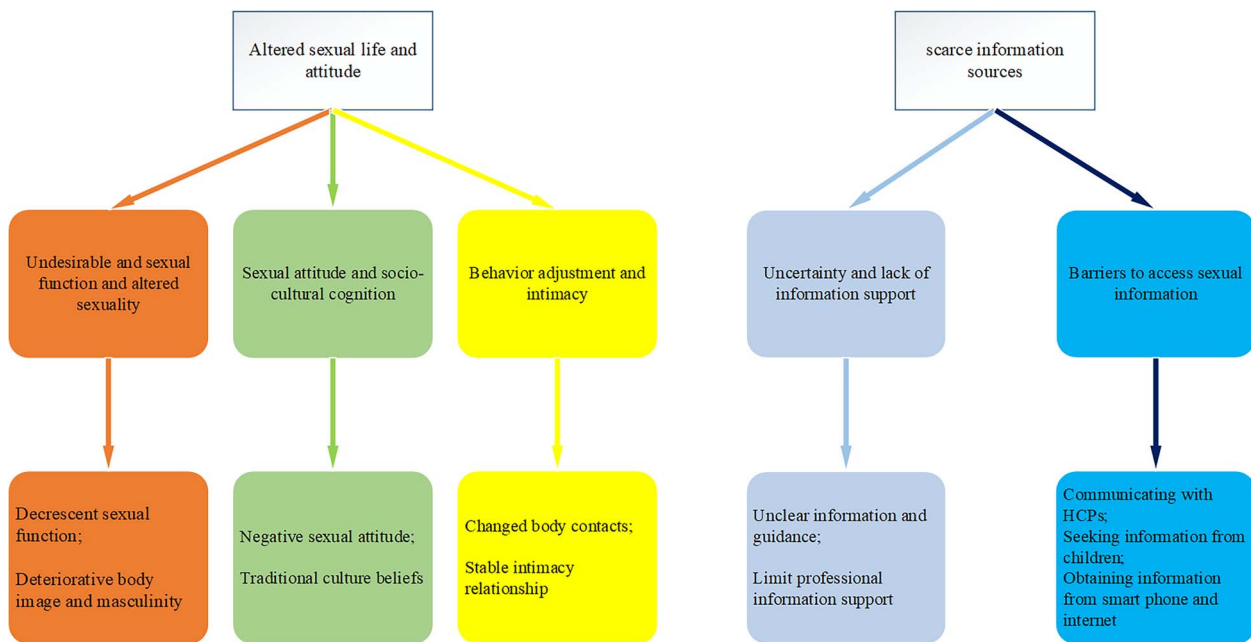 Altered sexual life and
attitude
scarce information
sources
Undesirable and sexual
function and altered
sexuality
Sexual attitude and socio-
cultural cognition
Behavior adjustment and
intimacy
Uncertainty and lack of
information support
Barriers to access sexual
information
Decrescent sexual
function;
Deteriorative body
image and masculinity
Negative sexual attitude;
Traditional culture beliefs
Changed body contacts;
Stable intimacy
relationship
Unclear information and
guidance;
Limit professional
information support
Communicating with
HCPs;
Seeking information from
children;
Obtaining information
from smart phone and
internet